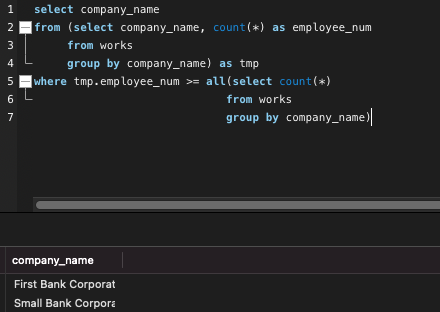 1 select company_name
2 from (select company_name, count(*) as employee_num
3 from works
4 group by company_name) as tmp
5 where tmp.employee_num >= all(select count(*)
6 from works
7 group by company_name)
company_name
First Bank Corporat
Small Bank Corpora